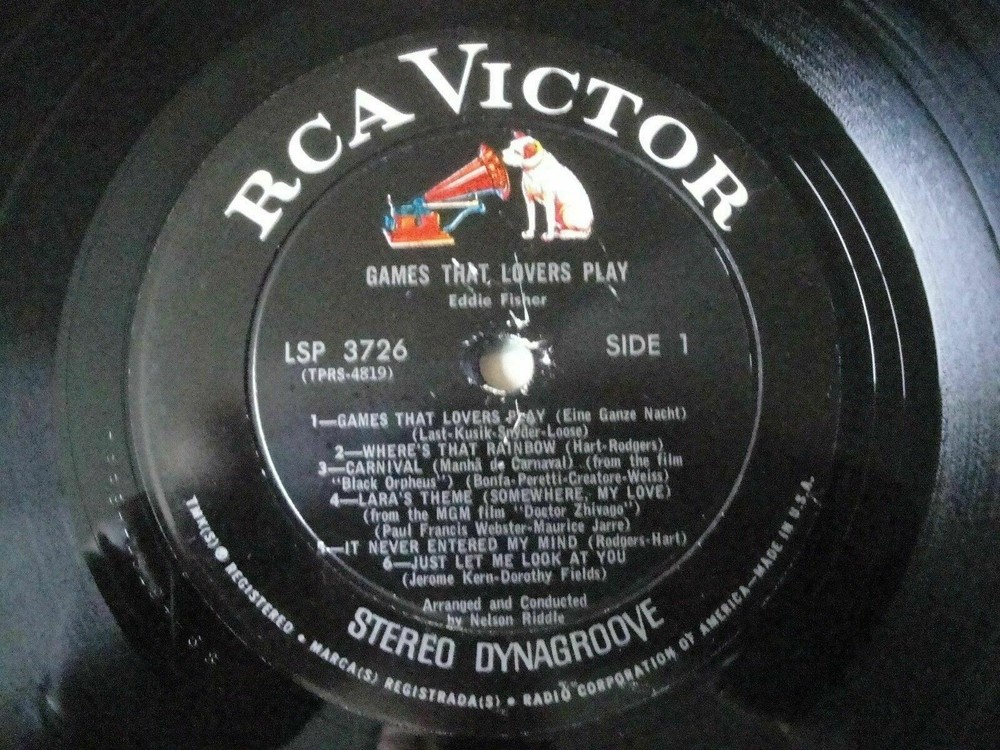 RCA VICTOR
GAMES THAT LOVERS PLAY
Eddie Fisher
LSP 3726
SIDE 1
(TPRS-4819)
1—GAMES THAT LOVERS PLAY (Eine Ganze Nacht)
(Last-Kusik-Snyder-Loose)
2—WHERE'S THAT RAINBOW (Hart-Rodgers)
3—CARNIVAL (Manhã de Carnaval) (from the film
"Black Orpheus") (Bonfa-Peretti-Creatore-Weiss)
4—LARA'S THEME (SOMEWHERE, MY LOVE)
(from the MGM film "Doctor Zhivago")
(Paul Francis Webster-Maurice Jarre)
5—IT NEVER ENTERED MY MIND (Rodgers-Hart)
6—JUST LET ME LOOK AT YOU
(Jerome Kern-Dorothy Fields)
Arranged and Conducted
by Nelson Riddle
STEREO DYNAGROOVE
TMK(S) ● REGISTERED • MARCA(S) REGISTRADA(S) • RADIO CORPORATION OF AMERICA—MADE IN U.S.A.